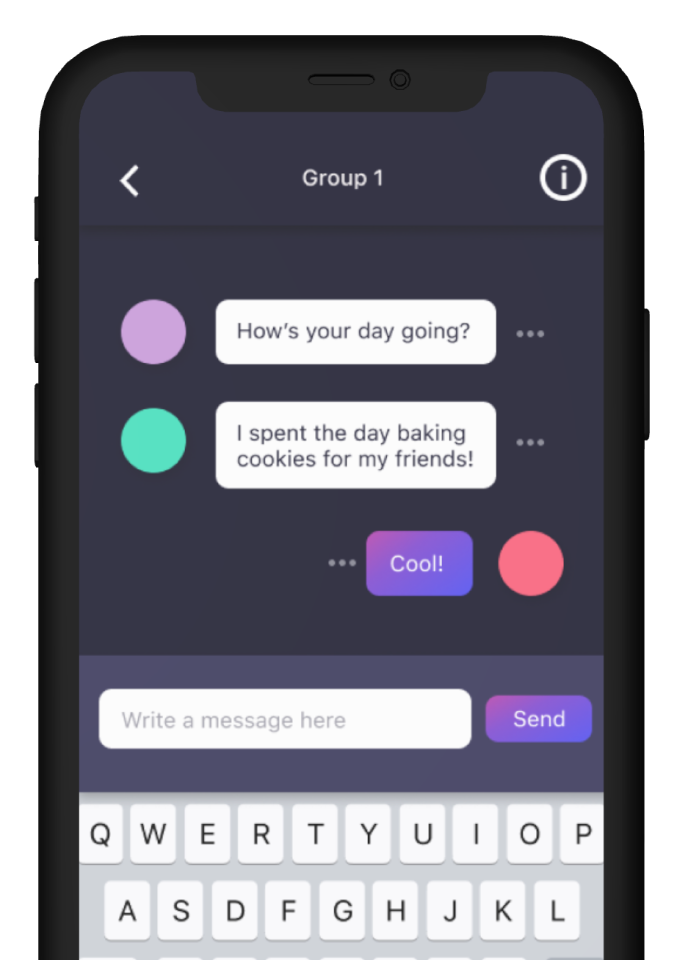 Group 1
How’s your day going?
I spent the day baking
cookies for my friends!
Cool!
Write a message here
Send
Q W E R T Y U I O P
A S D F G H J K L